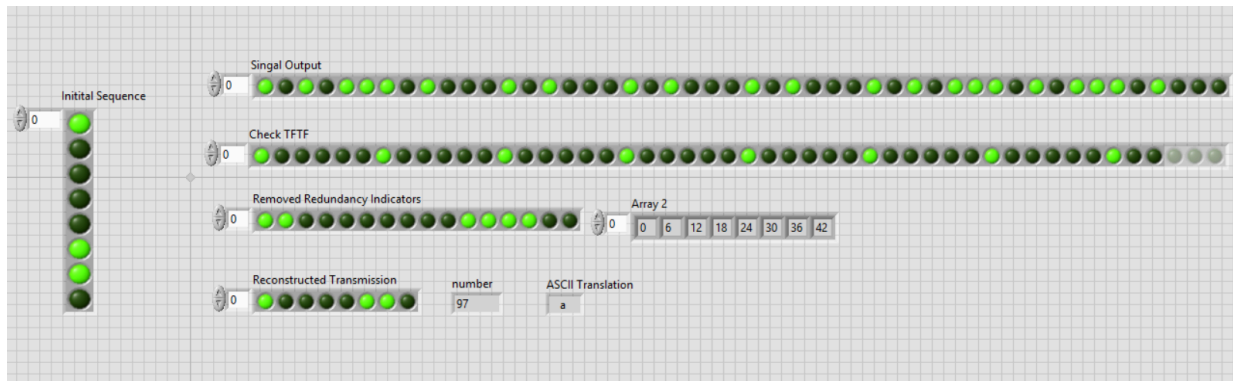 Singal Output
0
Initital Sequence
0
Check TFTF
0
Removed Redundancy Indicators
0
Array 2
0
0 6 12 18 24 30 36 42
Reconstructed Transmission
0
number
97
ASCII Translation
a